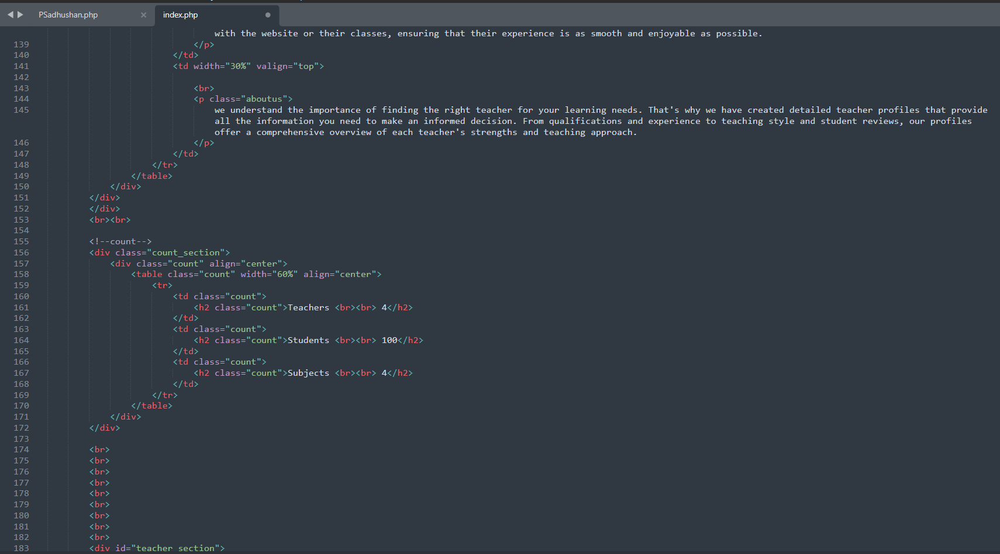 PSadhushan.php × index.php
with the website or their classes, ensuring that their experience is as smooth and enjoyable as possible.
139 </p>
140 </td>
141 <td width="30%" valign="top">
142
143 <br>
144 <p class="aboutus">
145 we understand the importance of finding the right teacher for your learning needs. That's why we have created detailed teacher profiles that provide
all the information you need to make an informed decision. From qualifications and experience to teaching style and student reviews, our profiles
offer a comprehensive overview of each teacher's strengths and teaching approach.
146 </p>
147 </td>
148 </tr>
149 </table>
150 </div>
151 </div>
152 </div>
153 <br><br>
154
155 <!--count-->
156 <div class="count_section">
157 <div class="count" align="center">
158 <table class="count" width="60%" align="center">
159 <tr>
160 <td class="count">
161 <h2 class="count">Teachers <br><br> 4</h2>
162 </td>
163 <td class="count">
164 <h2 class="count">Students <br><br> 100</h2>
165 </td>
166 <td class="count">
167 <h2 class="count">Subjects <br><br> 4</h2>
168 </td>
169 </tr>
170 </table>
171 </div>
172 </div>
173
174 <br>
175 <br>
176 <br>
177 <br>
178 <br>
179 <br>
180 <br>
181 <br>
182 <br>
183 <div id="teacher_section">